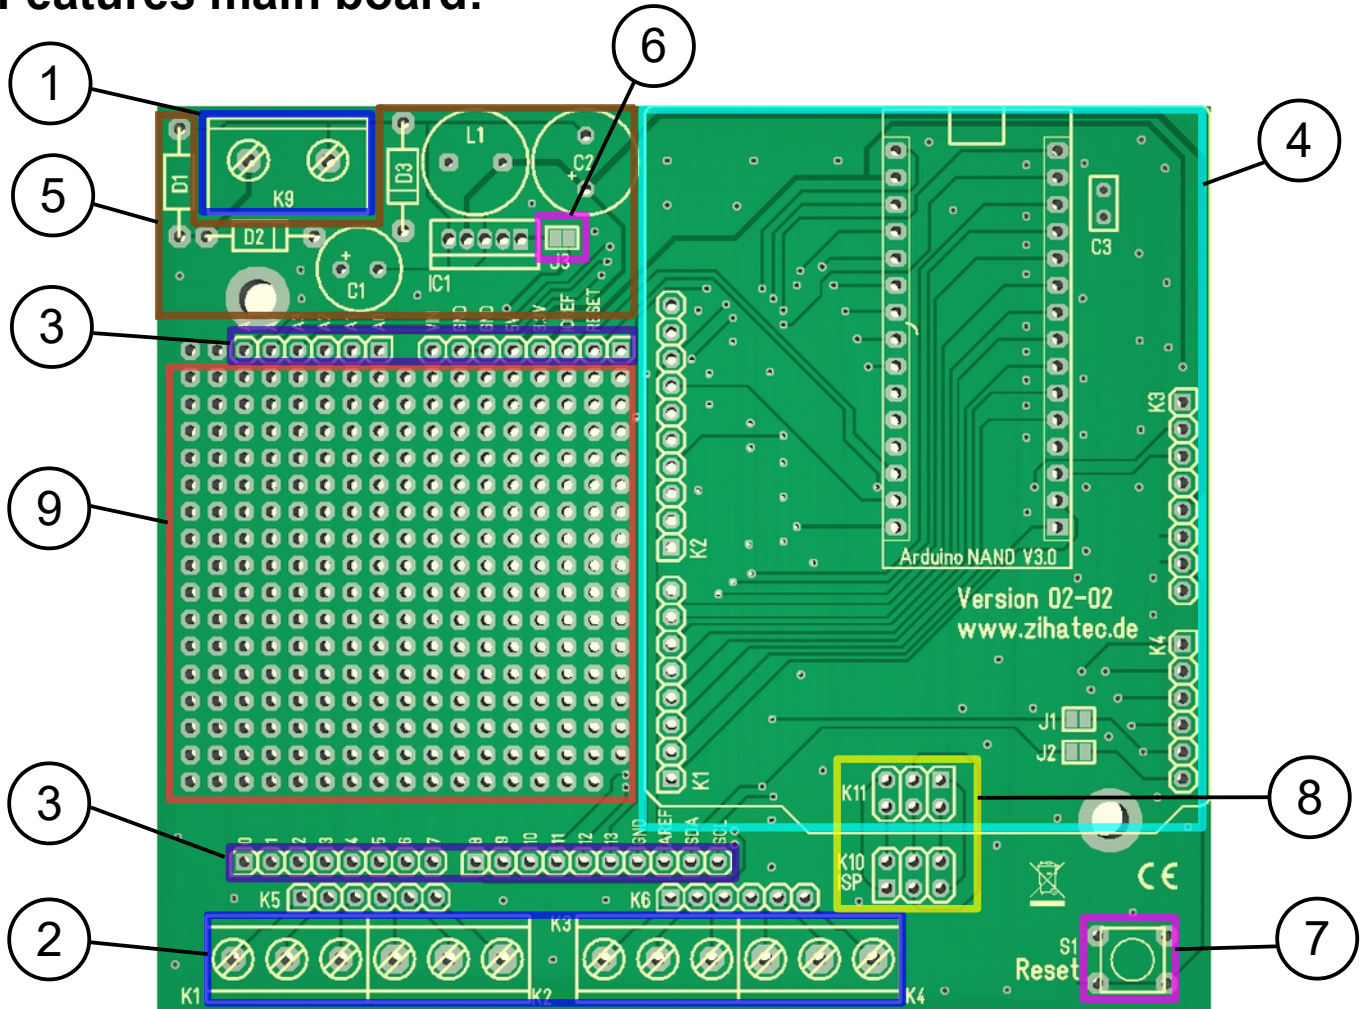 Features main board:
1
6
4
5
3
9
3
2
8
7
D1
K9
D2
D3
L1
C2
C1
IC1
J3
C3
A3
A2
VIN
GND
GND
5V
3.3V
IOREF
RESET
K2
K3
Arduino NANO V3.0
Version 02-02
www.zihatec.de
K4
J1
J2
K1
K11
K10
ISP
0
1
2
3
4
5
6
7
8
9
10
11
12
13
GND
AREF
SDA
SCL
K5
K6
K3
K1
K2
K4
CE
S1
Reset